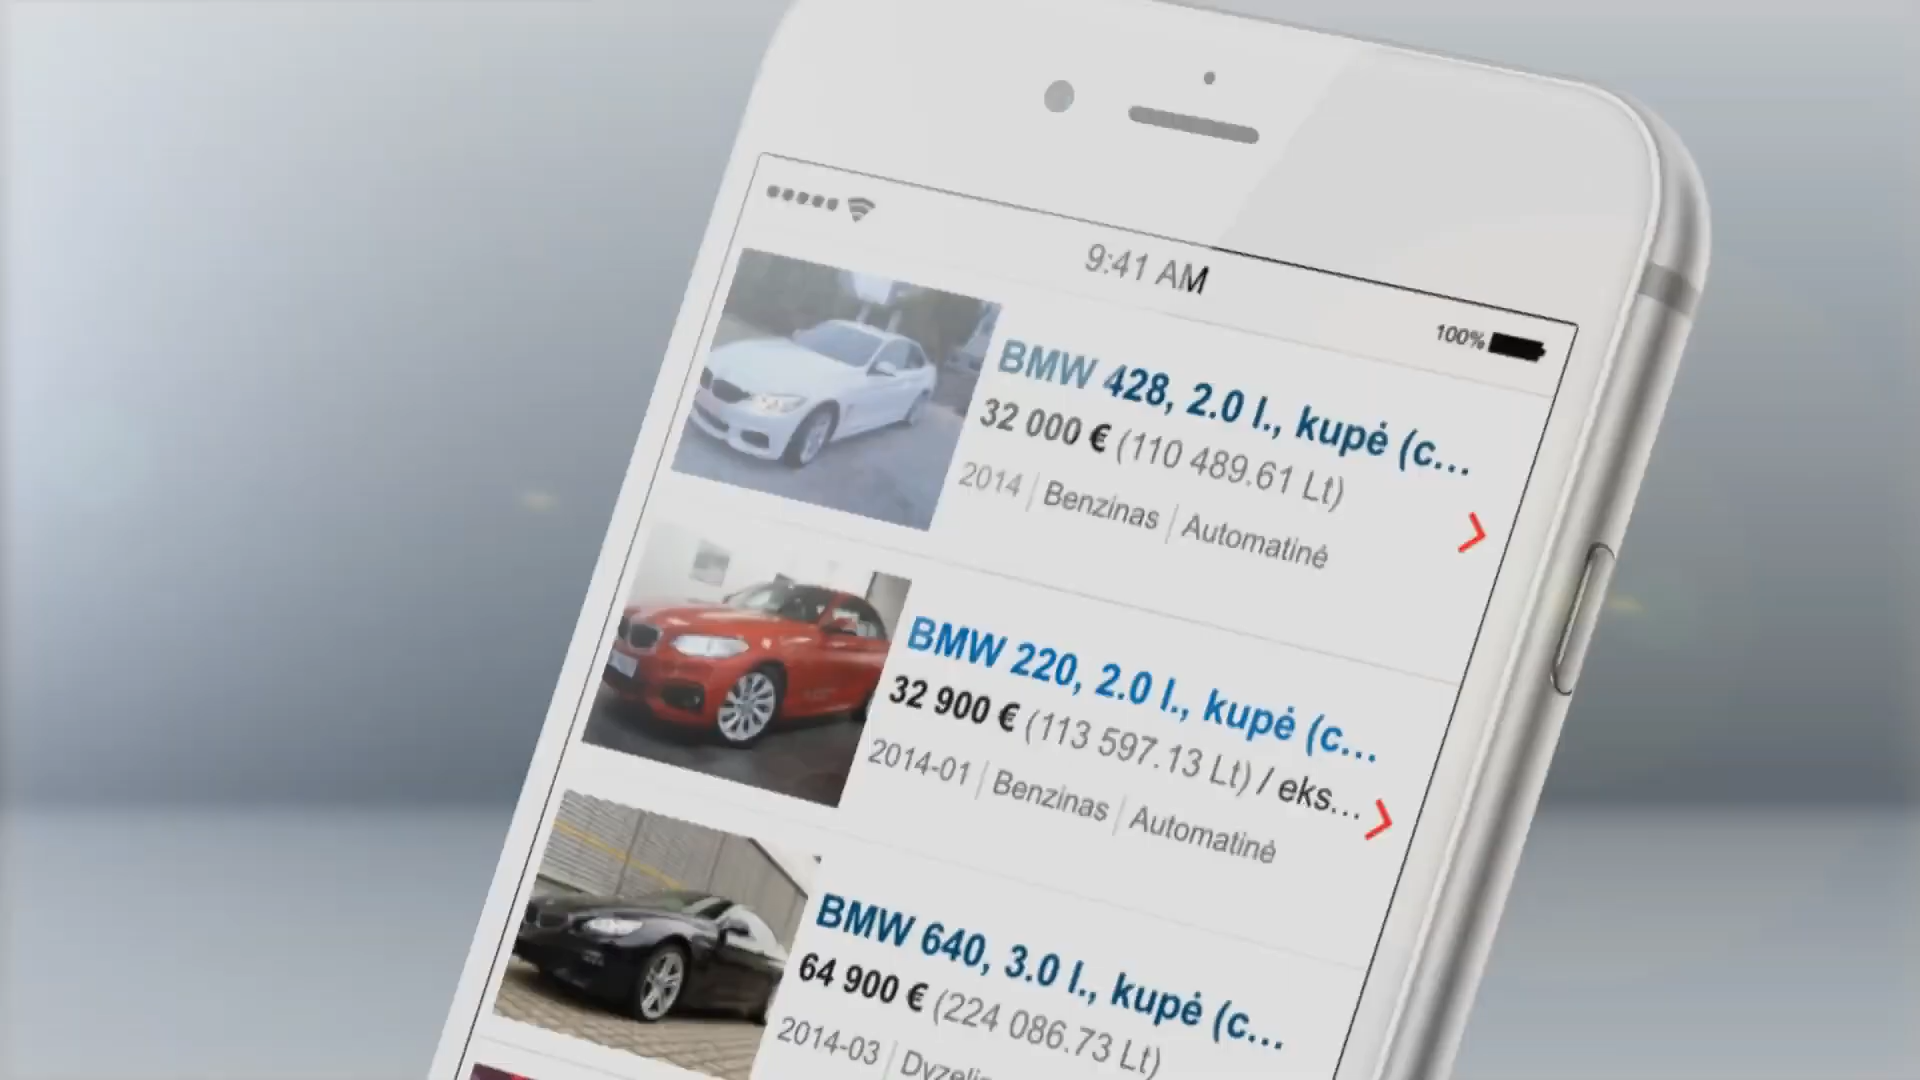 9:41 AM
100%
BMW 428, 2.0 l., kupė (c...
32 000 € (110 489.61 Lt)
2014 | Benzinas | Automatinė
BMW 220, 2.0 l., kupė (c...
32 900 € (113 597.13 Lt) / eks...
2014-01 | Benzinas | Automatinė
BMW 640, 3.0 l., kupė (c...
64 900 € (224 086.73 Lt)
2014-03 |